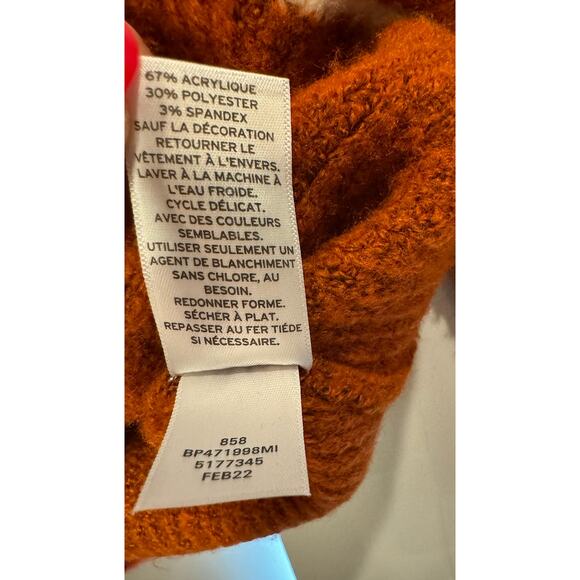 67% ACRYLIQUE
30% POLYESTER
3% SPANDEX
SAUF LA DÉCORATION
RETOURNER LE
VÊTEMENT À L'ENVERS.
LAVER À LA MACHINE À
L'EAU FROIDE.
CYCLE DÉLICAT.
AVEC DES COULEURS
SEMBLABLES.
UTILISER SEULEMENT UN
AGENT DE BLANCHIMENT
SANS CHLORE, AU
BESOIN.
REDONNER FORME.
SÉCHER À PLAT.
REPASSER AU FER TIÉDE
SI NÉCESSAIRE.
858
BP471998MI
5177345
FEB22